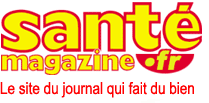 santé
magazine.fr
Le site du journal qui fait du bien